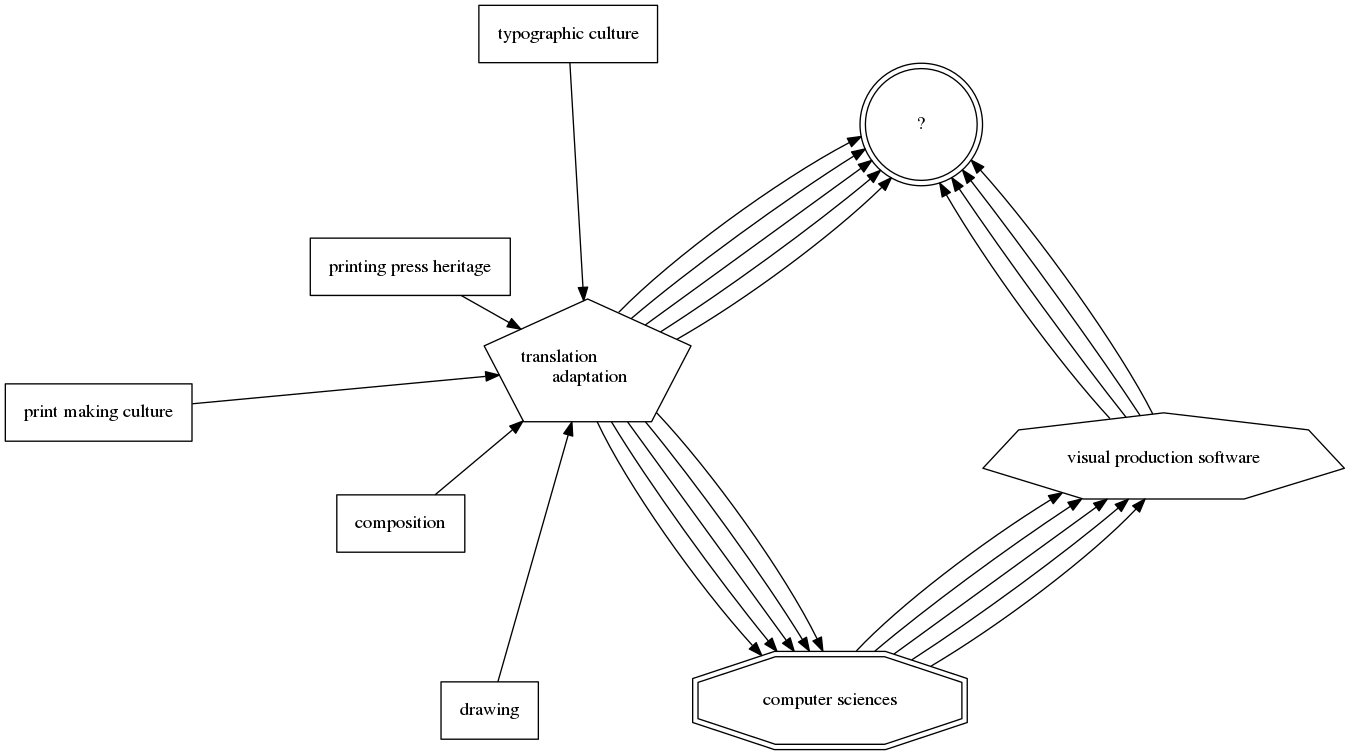 typographic culture
?
printing press heritage
translation
adaptation
print making culture
visual production software
composition
computer sciences
drawing